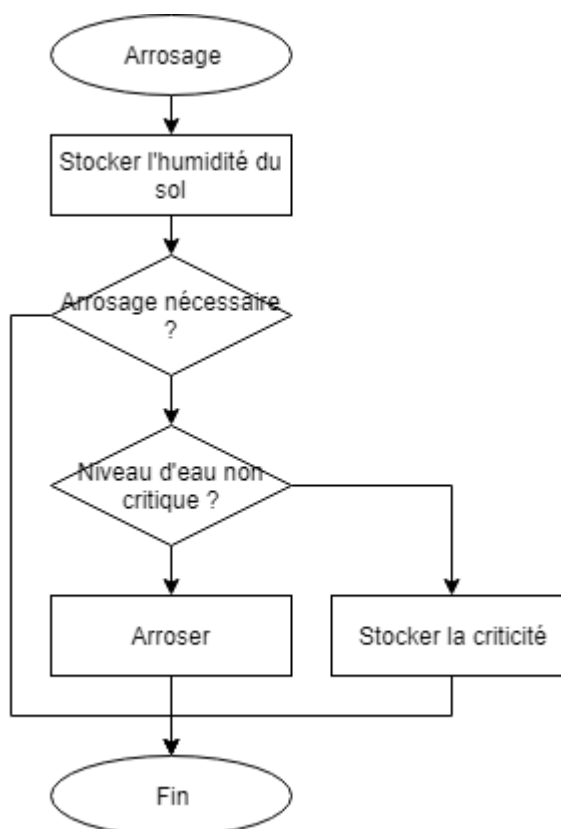 Arrosage
Stocker l'humidité du
sol
Arrosage nécessaire
?
Niveau d'eau non
critique ?
Arroser
Stocker la criticité
Fin